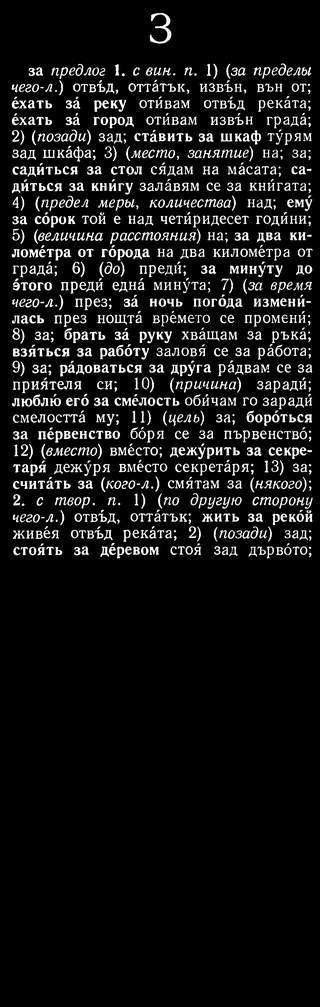 З
за предлог 1. с вин. п. 1) (за пределы
чего-л.) отвъ́д, отта́тък, извъ́н, вън от;
е́хать за́ реку оти́вам отвъ́д река́та;
е́хать за́ город оти́вам извъ́н града́;
2) (позади) зад; ста́вить за шкаф ту́рям
зад шка́фа; 3) (место, занятие) на; за;
сади́ться за стол ся́дам на ма́сата; са-
ди́ться за кни́гу зала́вям се за кни́гата;
4) (предел меры, количества) над; ему́
за со́рок той е над чети́ридесет годи́ни;
5) (величина расстояния) на; за два ки-
ломе́тра от го́рода на два киломе́тра от
града́; 6) (до) преди́; за мину́ту до
э́того преди́ една́ мину́та; 7) (за время
чего-л.) през; за́ ночь пого́да измени́-
лась през нощта́ вре́мето се промени́;
8) за; брать за́ руку хва́щам за ръка́;
взя́ться за рабо́ту заловя́ се за ра́бота;
9) за; ра́доваться за дру́га ра́двам се за
прия́теля си; 10) (причина) заради́;
люблю́ его́ за сме́лость оби́чам го заради́
смелостта́ му; 11) (цель) за; боро́ться
за пе́рвенство бо́ря се за първенство́;
12) (вместо) вме́сто; дежу́рить за секре-
таря́ дежу́ря вме́сто секрета́ря; 13) за;
счита́ть за (кого-л.) смя́там за (някого);
2. с твор. п. 1) (по другую сторону
чего-л.) отвъ́д, отта́тък; жить за реко́й
живе́я отвъ́д река́та; 2) (позади) зад;
стоя́ть за де́ревом стоя́ зад дърво́то;